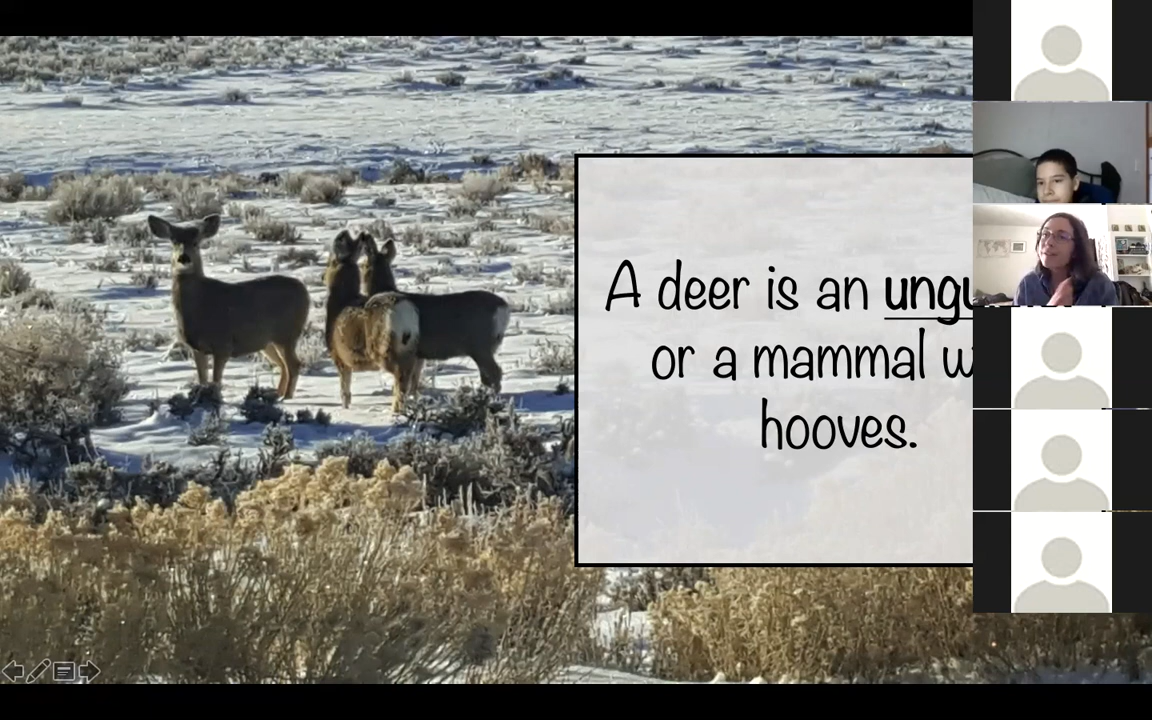 A deer is an
or a mammal
hooves.